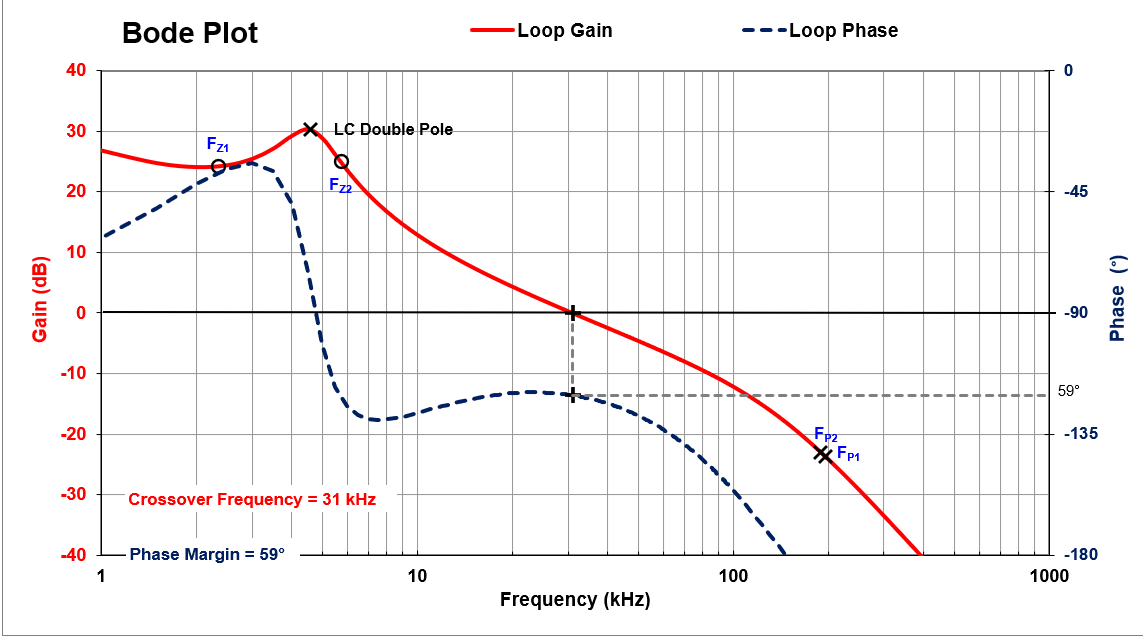 Bode Plot
Loop Gain
Loop Phase
40
30
20
10
0
-10
-20
-30
-40
Gain (dB)
0
-45
-90
-135
-180
Phase (°)
FZ1
LC Double Pole
FZ2
59°
FP2
FP1
Crossover Frequency = 31 kHz
Phase Margin = 59°
1
10
100
1000
Frequency (kHz)